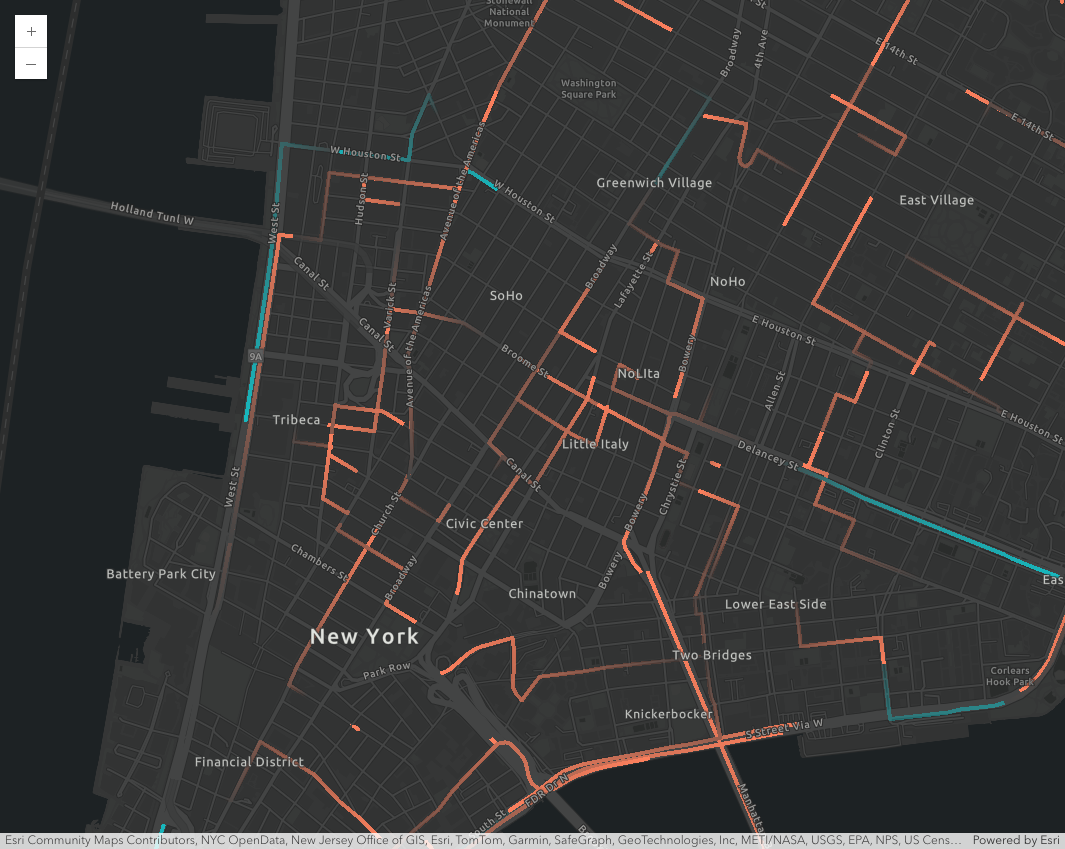 +
−
Stonewall
National
Monument
St
Broadway
4th Ave
E 14th St
Washington
Square Park
E 14th St
W Houston St
Avenue of the Americas
Greenwich Village
W Houston St
Hudson St
East Village
Holland Tunl W
West St
Canal St
Broadway
Lafayette St
NoHo
SoHo
Varick St
Avenue of the Americas
Canal St
E Houston St
9A
Broome St
Bowery
NoLIta
Allen St
Tribeca
Little Italy
Clinton St
E Houston St
Delancey St
Canal St
West St
Chrystie St
Church St
Bowery
Civic Center
Chambers St
Broadway
Battery Park City
Bowery
Chinatown
Eas
Lower East Side
New York
Two Bridges
Park Row
Corlears
Hook Park
Knickerbocker
S Street Via W
Financial District
FDR Dr N
Manhatta
South St
B
Esri Community Maps Contributors, NYC OpenData, New Jersey Office of GIS, Esri, TomTom, Garmin, SafeGraph, GeoTechnologies, Inc, METI/NASA, USGS, EPA, NPS, US Cens…
Powered by Esri